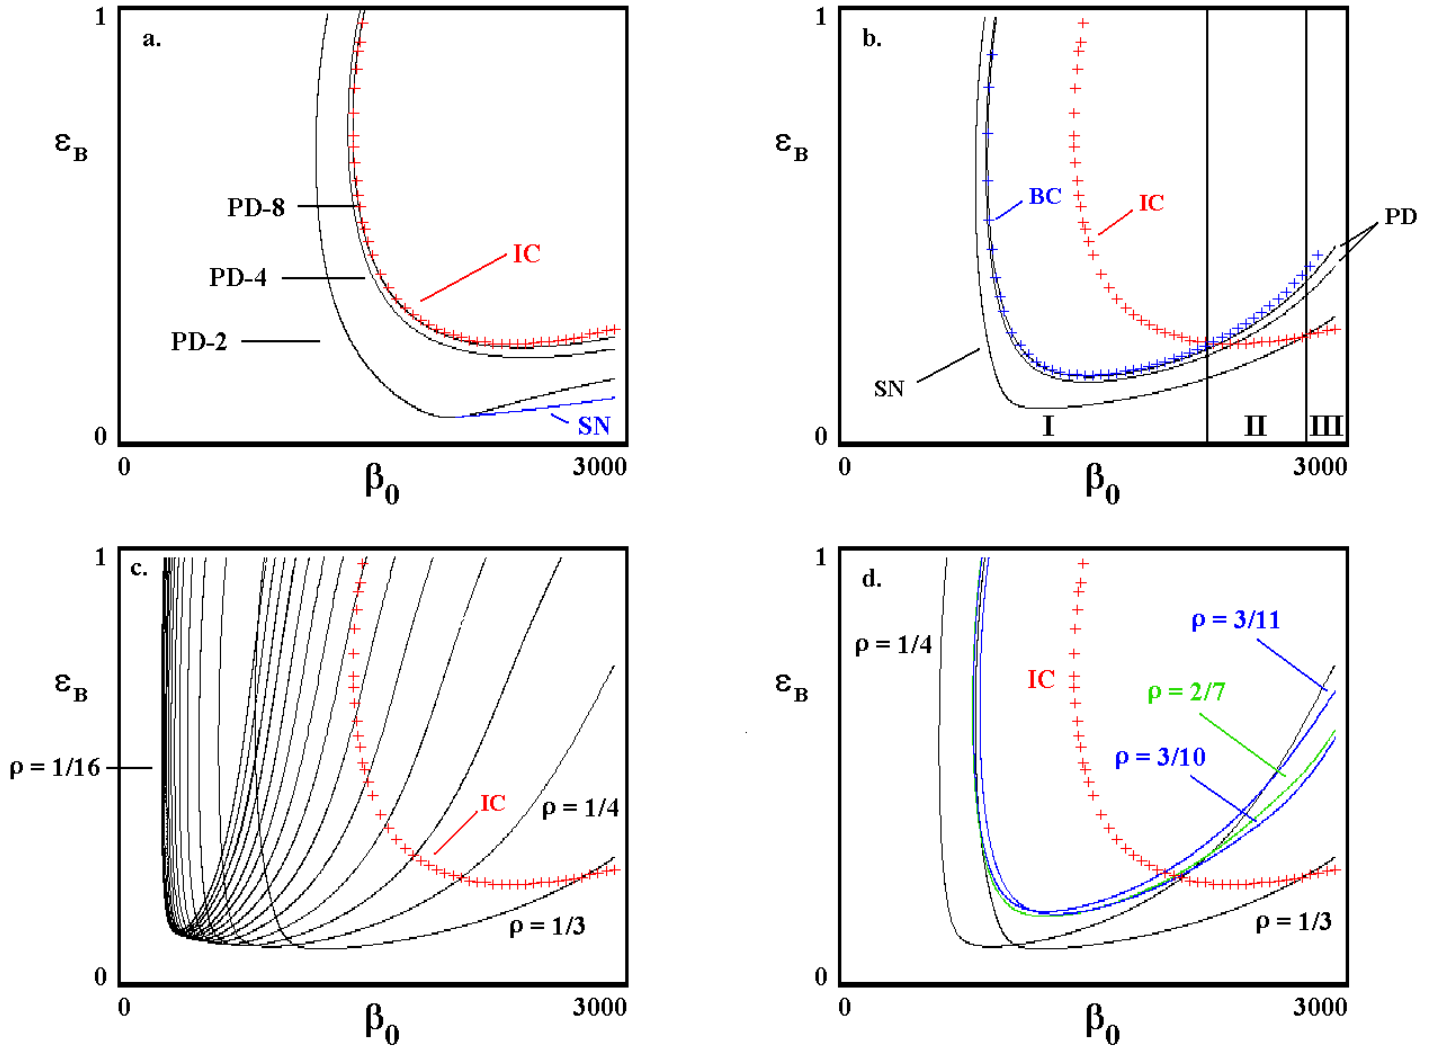 1
a.
ε_B
PD-8
PD-4
PD-2
IC
SN
0
0
3000
β_0
1
b.
ε_B
BC
IC
PD
SN
I
II
III
0
0
3000
β_0
1
c.
ε_B
ρ = 1/16
IC
ρ = 1/4
ρ = 1/3
0
0
3000
β_0
1
d.
ρ = 1/4
ε_B
IC
ρ = 3/11
ρ = 2/7
ρ = 3/10
ρ = 1/3
0
0
3000
β_0